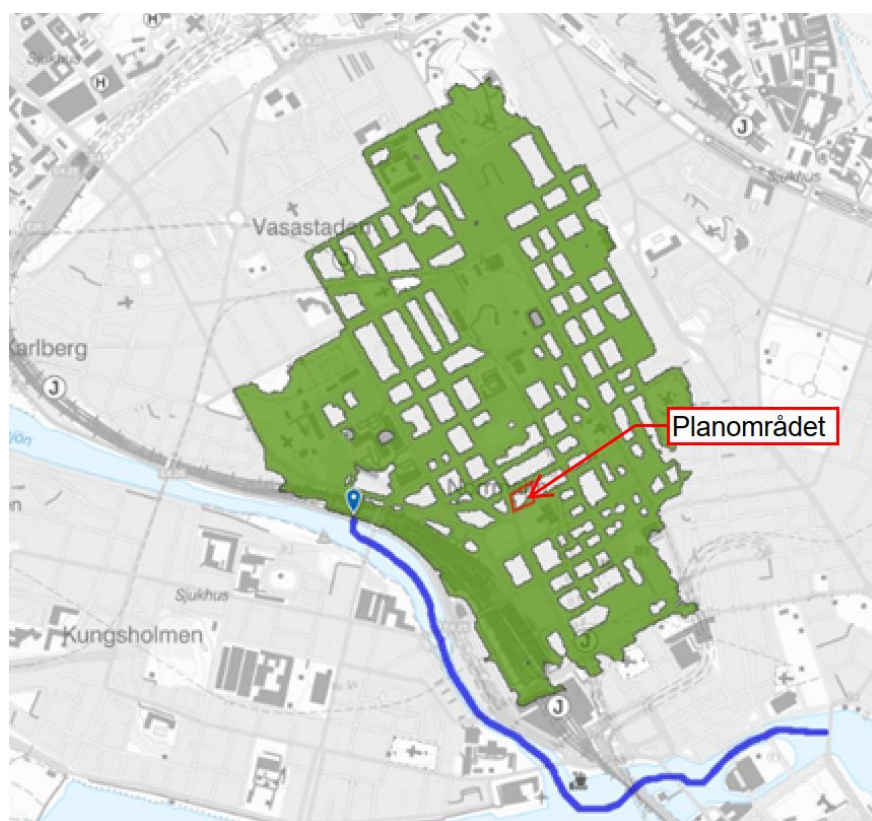 Sjukhus
H
H
J
Sjukhus
Vasastaden
J
Karlberg
J
Planområdet
Sjukhus
Kungsholmen
J
J